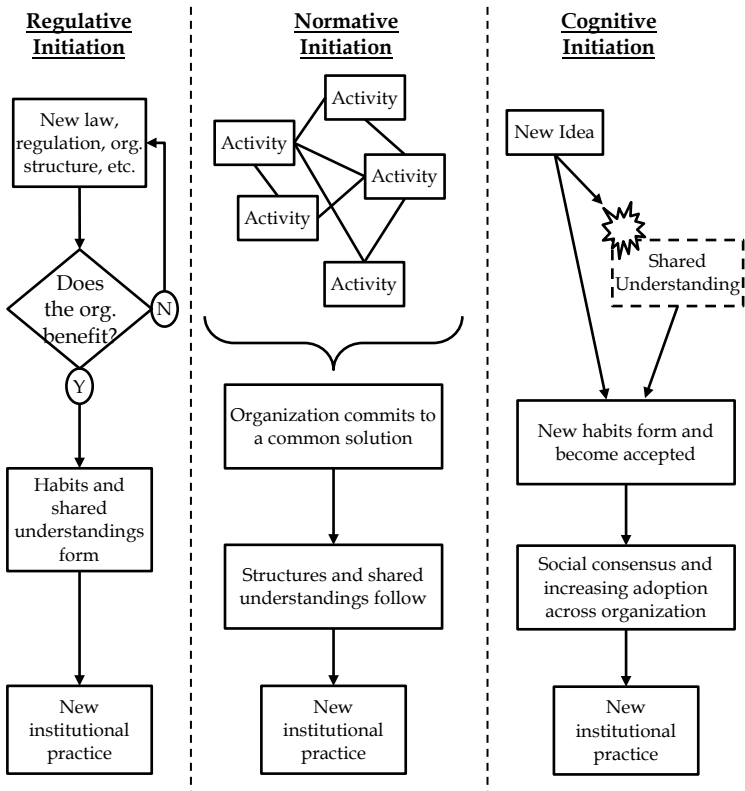 Regulative
Initiation
New law,
regulation, org.
structure, etc.
Does
the org.
benefit?
N
Y
Habits and
shared
understandings
form
New
institutional
practice
Normative
Initiation
Activity
Activity
Activity
Activity
Activity
Organization commits to
a common solution
Structures and shared
understandings follow
New
institutional
practice
Cognitive
Initiation
New Idea
Shared
Understanding
New habits form and
become accepted
Social consensus and
increasing adoption
across organization
New
institutional
practice